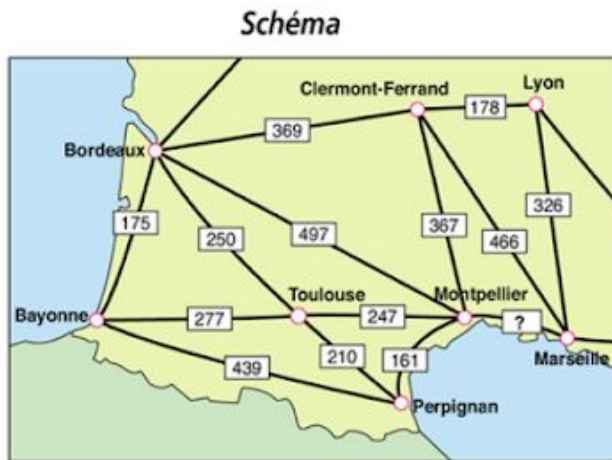 Schéma
Clermont-Ferrand
Lyon
178
369
Bordeaux
175
250
497
367
466
326
Bayonne
277
Toulouse
247
Montpellier
?
Marseille
439
210
161
Perpignan